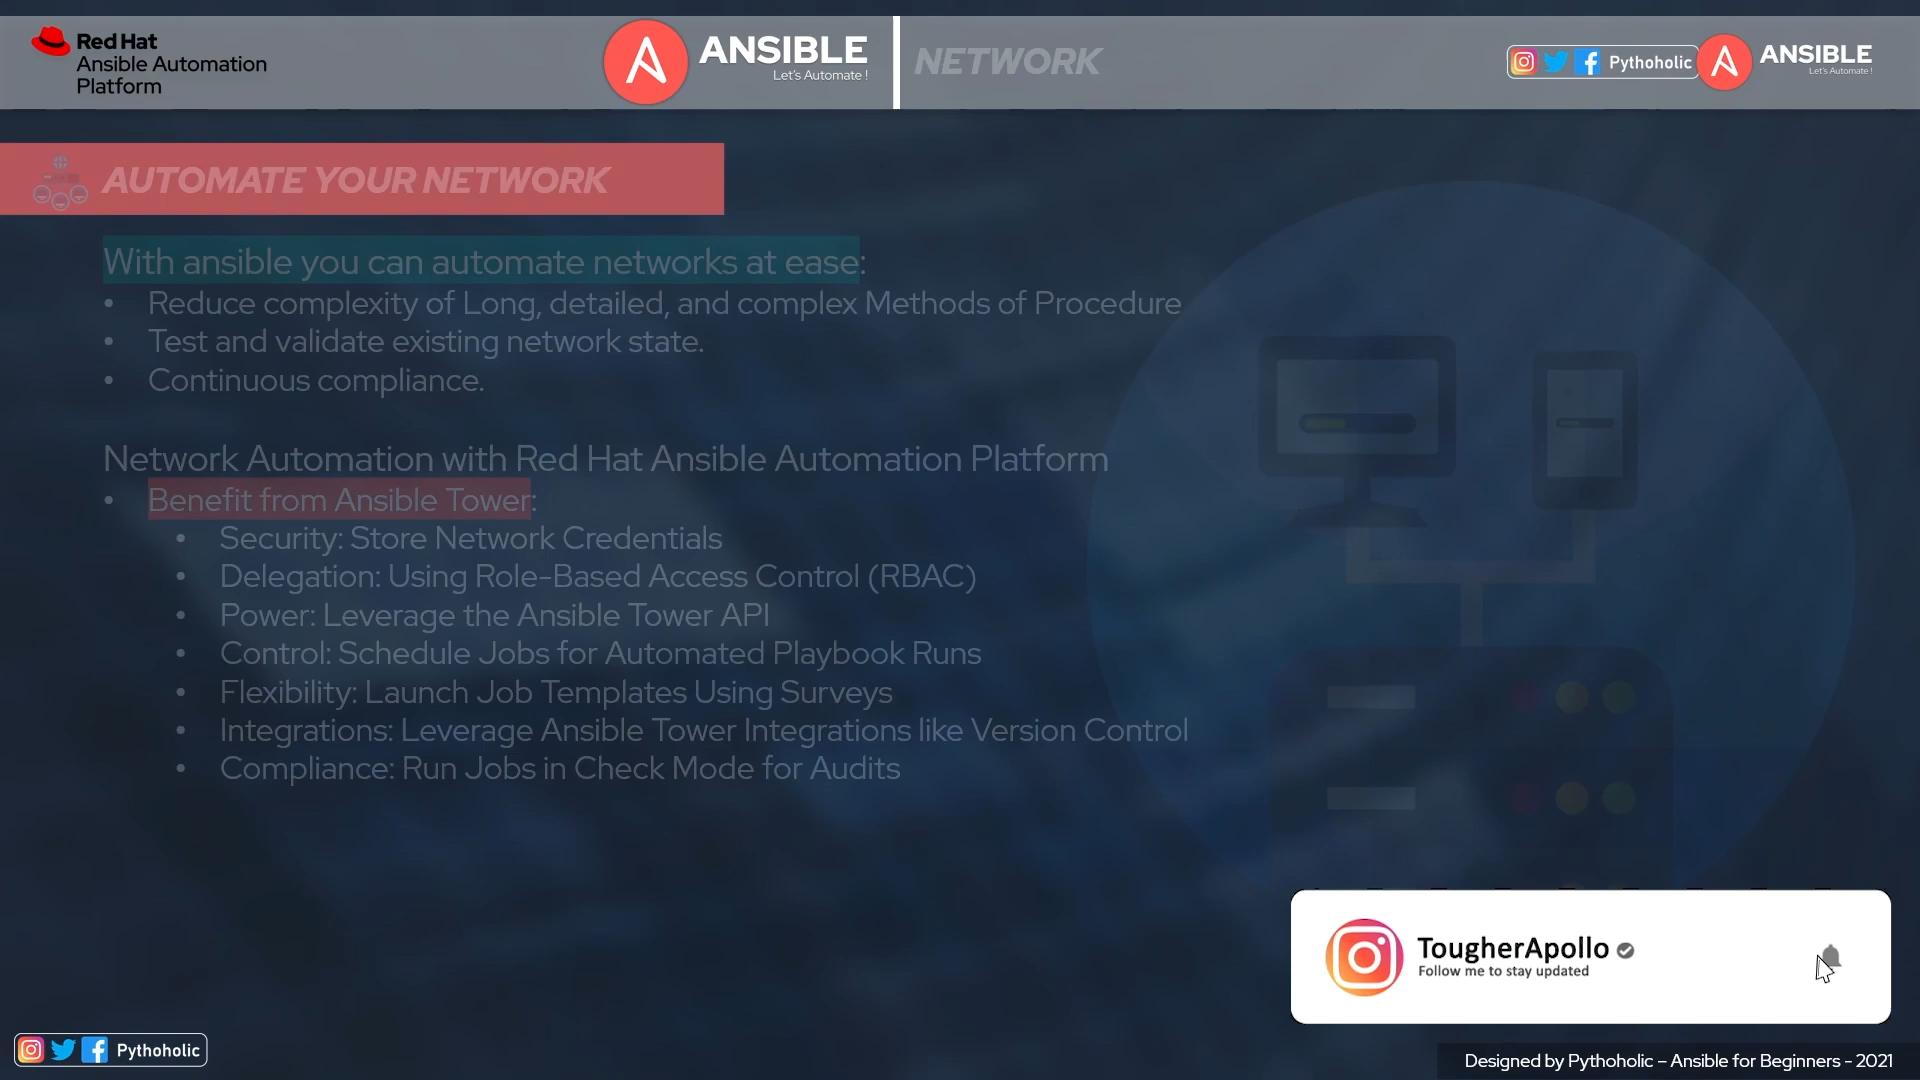 Red Hat
Ansible Automation
Platform
ANSIBLE
Let's Automate !
NETWORK
Pythoholic
ANSIBLE
Let's Automate !
AUTOMATE YOUR NETWORK
With ansible you can automate networks at ease:
• Reduce complexity of Long, detailed, and complex Methods of Procedure
• Test and validate existing network state.
• Continuous compliance.
Network Automation with Red Hat Ansible Automation Platform
• Benefit from Ansible Tower:
• Security: Store Network Credentials
• Delegation: Using Role-Based Access Control (RBAC)
• Power: Leverage the Ansible Tower API
• Control: Schedule Jobs for Automated Playbook Runs
• Flexibility: Launch Job Templates Using Surveys
• Integrations: Leverage Ansible Tower Integrations like Version Control
• Compliance: Run Jobs in Check Mode for Audits
TougherApollo
Follow me to stay updated
Pythoholic
Designed by Pythoholic – Ansible for Beginners - 2021